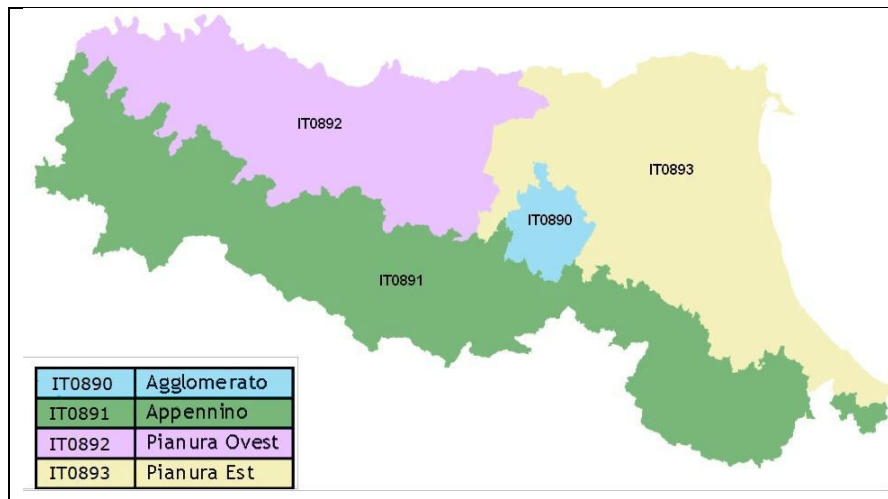 IT0892
IT0893
IT0890
IT0891
IT0890 Agglomerato
IT0891 Appennino
IT0892 Pianura Ovest
IT0893 Pianura Est